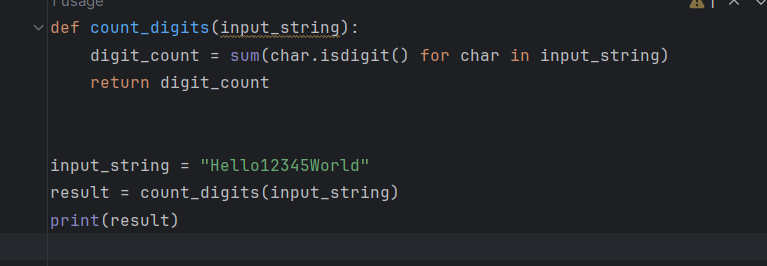 1 usage
def count_digits(input_string):
    digit_count = sum(char.isdigit() for char in input_string)
    return digit_count
input_string = "Hello12345World"
result = count_digits(input_string)
print(result)